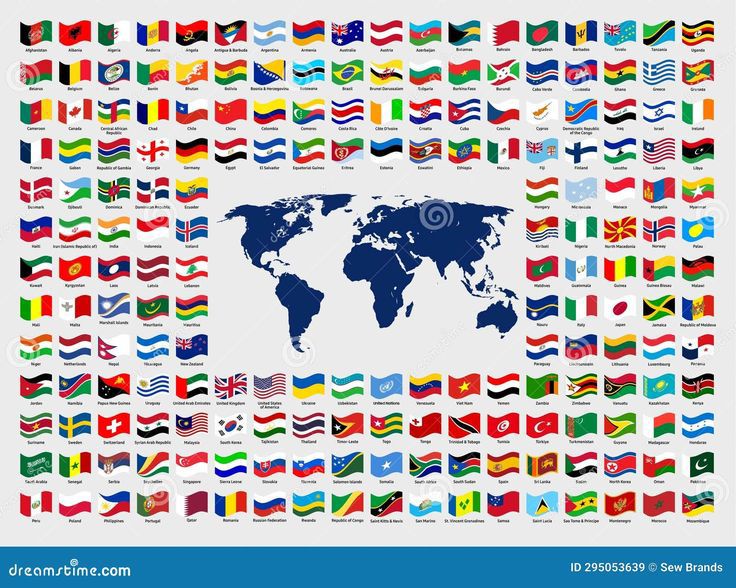 Afghanistan Albania Algeria Andorra Angola Antigua & Barbuda Argentina Armenia Australia Austria Azerbaijan Bahamas Bahrain Bangladesh Barbados Tuvalu Tanzania Uganda
Belarus Belgium Belize Benin Bhutan Bolivia Bosnia & Herzegovina Botswana Brazil Brunei Darussalam Bulgaria Burkina Faso Burundi Cabo Verde Cambodia Ghana Greece Grenada
Cameroon Canada Central African Republic Chad Chile China Colombia Comoros Costa Rica Côte D'Ivoire Croatia Cuba Czechia Cyprus Democratic Republic of the Congo Iraq Israel Ireland
France Gabon Republic of Gambia Georgia Germany Egypt El Salvador Equatorial Guinea Eritrea Estonia Eswatini Ethiopia Mexico Fiji Finland Lesotho Liberia Libya
Denmark Djibouti Dominica Dominican Republic Ecuador Hungary Micronesia Monaco Mongolia Myanmar
Haiti Iran (Islamic Republic of) India Indonesia Iceland Kiribati Nigeria North Macedonia Norway Palau
Kuwait Kyrgyzstan Laos Latvia Lebanon Maldives Guatemala Guinea Guinea Bissau Malawi
Mali Malta Marshall Islands Mauritania Mauritius Nauru Italy Japan Jamaica Republic of Moldova
Niger Netherlands Nepal Nicaragua New Zealand Paraguay Liechtenstein Lithuania Luxembourg Panama
Jordan Namibia Papua New Guinea Uruguay United Arab Emirates United Kingdom United States of America Ukraine Uzbekistan United Nations Venezuela Viet Nam Yemen Zambia Zimbabwe Vanuatu Kazakhstan Kenya
Suriname Sweden Switzerland Syrian Arab Republic Malaysia South Korea Tajikistan Thailand Timor-Leste Togo Tonga Trinidad & Tobago Tunisia Türkiye Turkmenistan Guyana Madagascar Honduras
Saudi Arabia Senegal Serbia Seychelles Singapore Sierra Leone Slovakia Slovenia Solomon Islands Somalia South Africa South Sudan Spain Sri Lanka Sudan North Korea Oman Pakistan
Peru Poland Philippines Portugal Qatar Romania Russian Federation Rwanda Republic of Congo Saint Kitts & Nevis San Marino St. Vincent Grenadines Samoa Saint Lucia Sao Tome & Principe Montenegro Morocco Mozambique
dreamstime.com ID 295053639 © Sew Brands